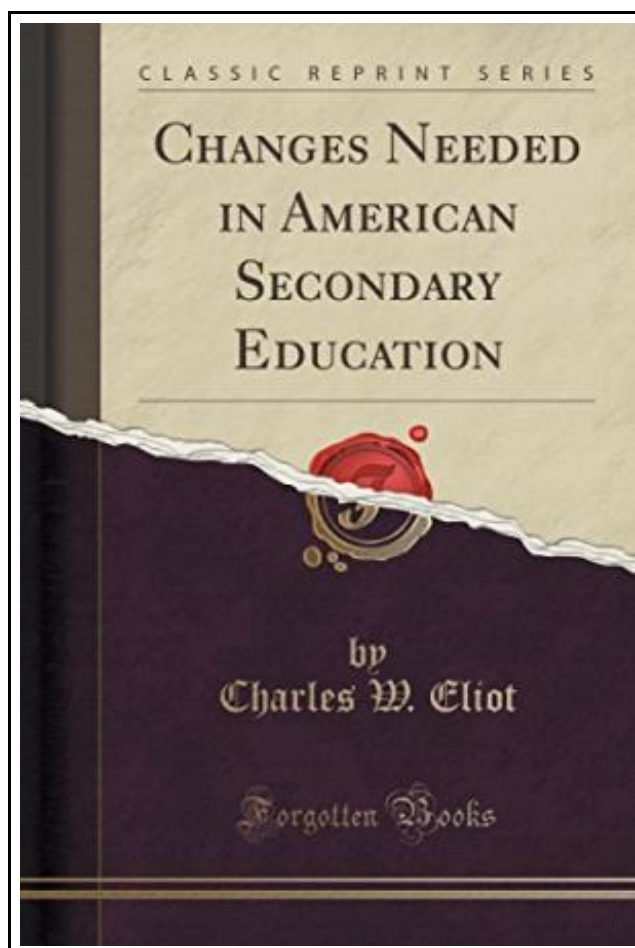 CLASSIC REPRINT SERIES
CHANGES NEEDED
IN AMERICAN
SECONDARY
EDUCATION
by
Charles W. Eliot
Forgotten Books